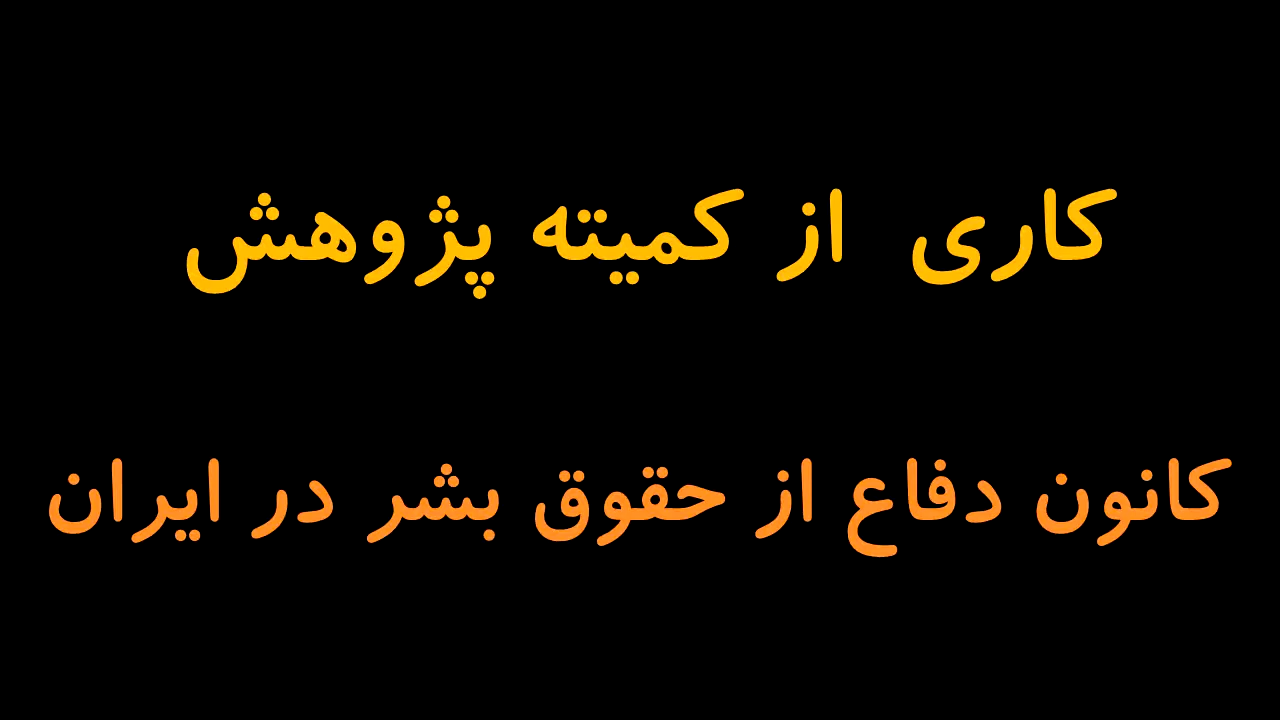 کاری از کمیته پژوهش
کانون دفاع از حقوق بشر در ایران